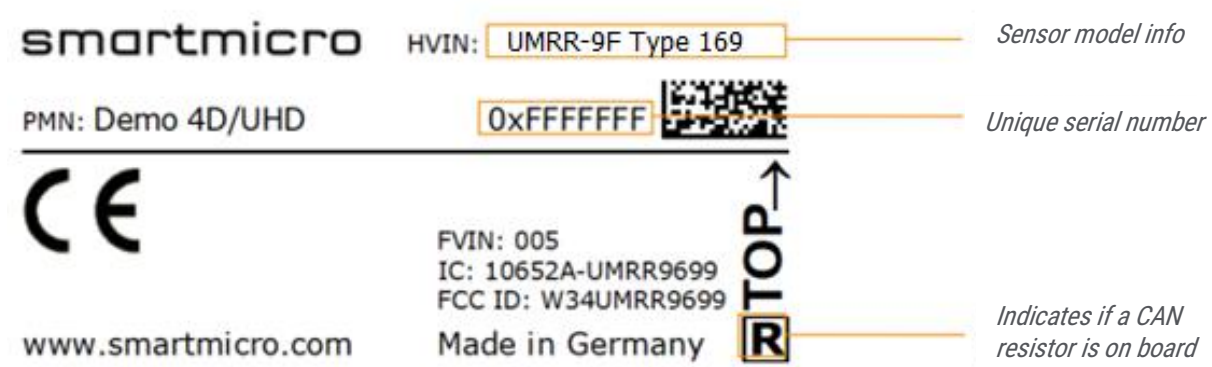 smartmicro HVIN: UMRR-9F Type 169
Sensor model info
PMN: Demo 4D/UHD 0xFFFFFFF
Unique serial number
CE
TOP
FVIN: 005
IC: 10652A-UMRR9699
FCC ID: W34UMRR9699
www.smartmicro.com Made in Germany R
Indicates if a CAN
resistor is on board